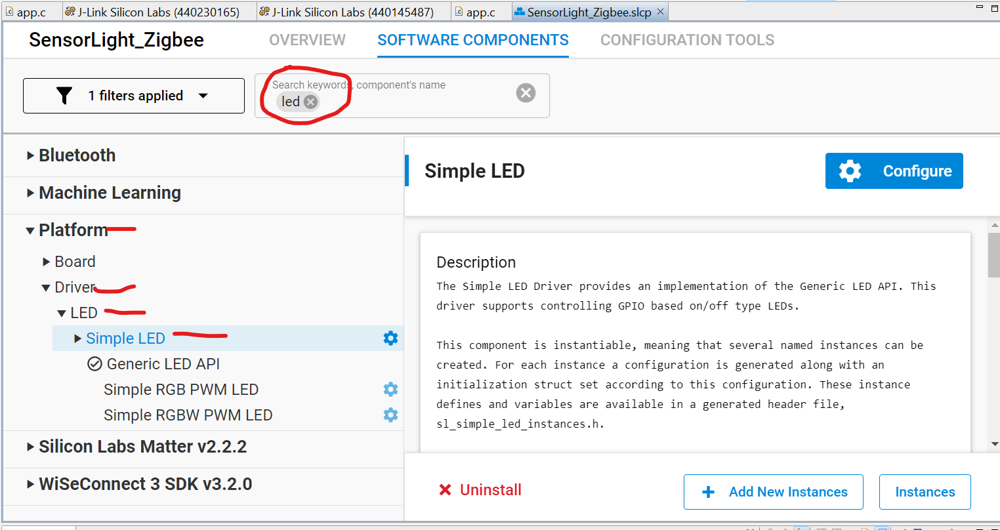 app.c
J-Link Silicon Labs (440230165)
J-Link Silicon Labs (440145487)
app.c
SensorLight_Zigbee.slcp
SensorLight_Zigbee
OVERVIEW
SOFTWARE COMPONENTS
CONFIGURATION TOOLS
1 filters applied
Search keywords, component's name
led
Bluetooth
Machine Learning
Platform
Board
Driver
LED
Simple LED
Generic LED API
Simple RGB PWM LED
Simple RGBW PWM LED
Silicon Labs Matter v2.2.2
WiSeConnect 3 SDK v3.2.0
Simple LED
Configure
Description
The Simple LED Driver provides an implementation of the Generic LED API. This
driver supports controlling GPIO based on/off type LEDs.
This component is instantiable, meaning that several named instances can be
created. For each instance a configuration is generated along with an
initialization struct set according to this configuration. These instance
defines and variables are available in a generated header file,
sl_simple_led_instances.h.
Uninstall
Add New Instances
Instances